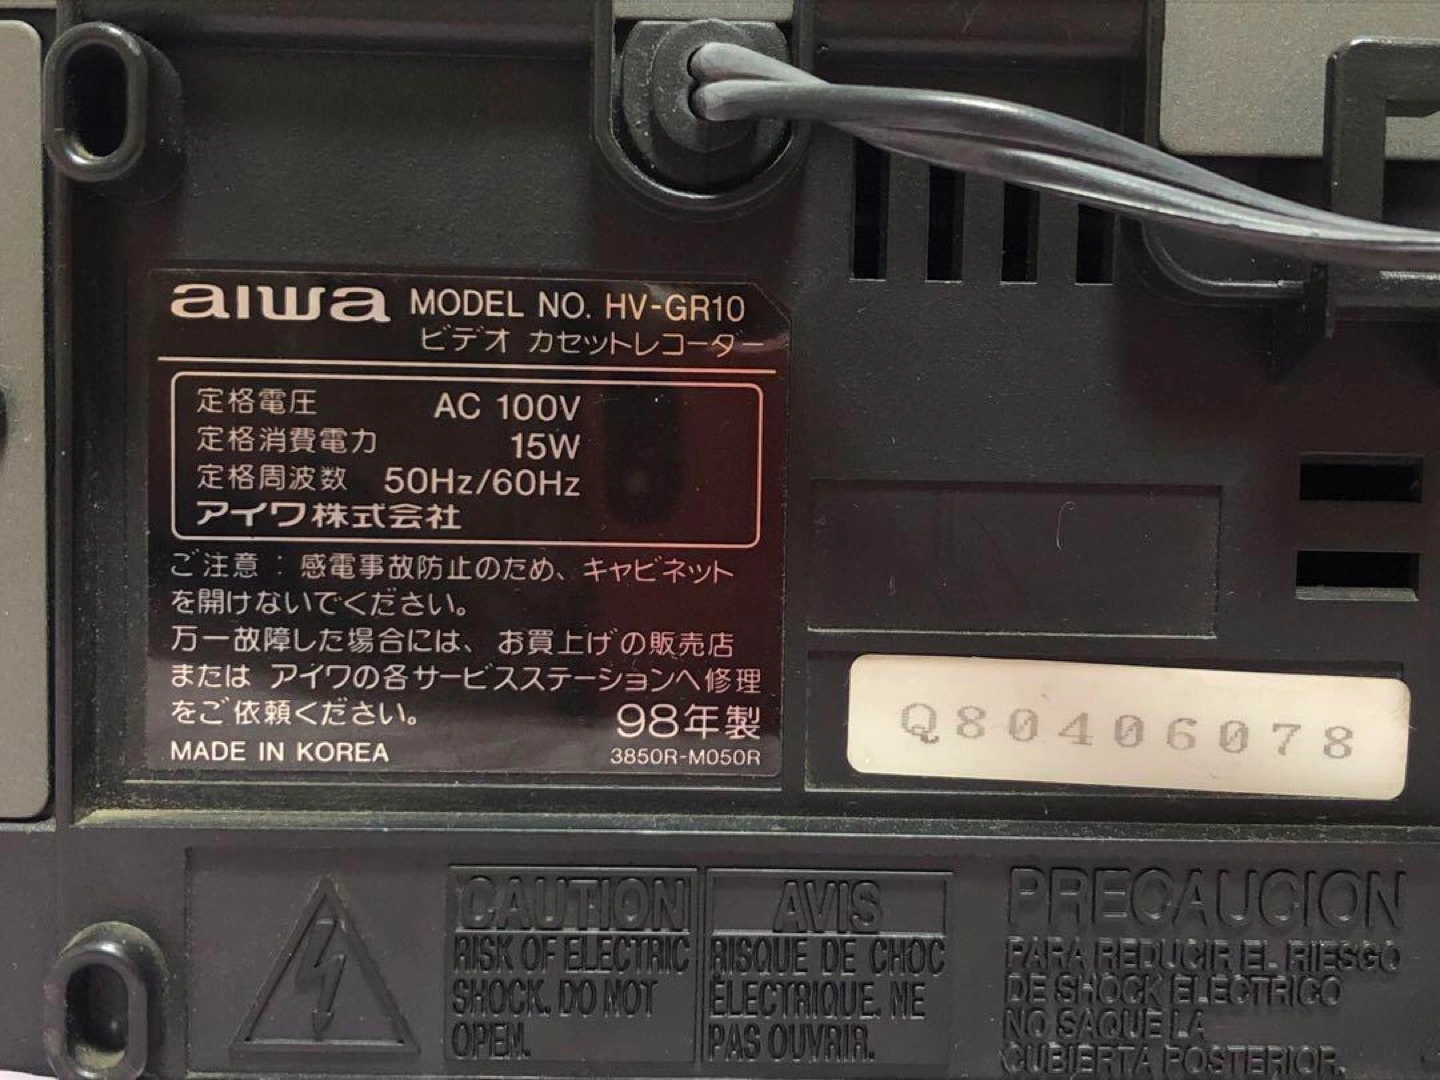 aiwa MODEL NO. HV-GR10
ビデオ カセットレコーダー
定格電圧 AC 100V
定格消費電力 15W
定格周波数 50Hz/60Hz
アイワ株式会社
ご注意：感電事故防止のため、キャビネット
を開けないでください。
万一故障した場合には、お買上げの販売店
または アイワの各サービスステーションへ修理
をご依頼ください。
98年製
MADE IN KOREA
3850R-M050R
Q80406078
CAUTION
RISK OF ELECTRIC
SHOCK. DO NOT
OPEN.
AVIS
RISQUE DE CHOC
ÉLECTRIQUE. NE
PAS OUVRIR.
PRECAUCION
PARA REDUCIR EL RIESGO
DE SHOCK ELECTRICO
NO SAQUE LA
CUBIERTA POSTERIOR.